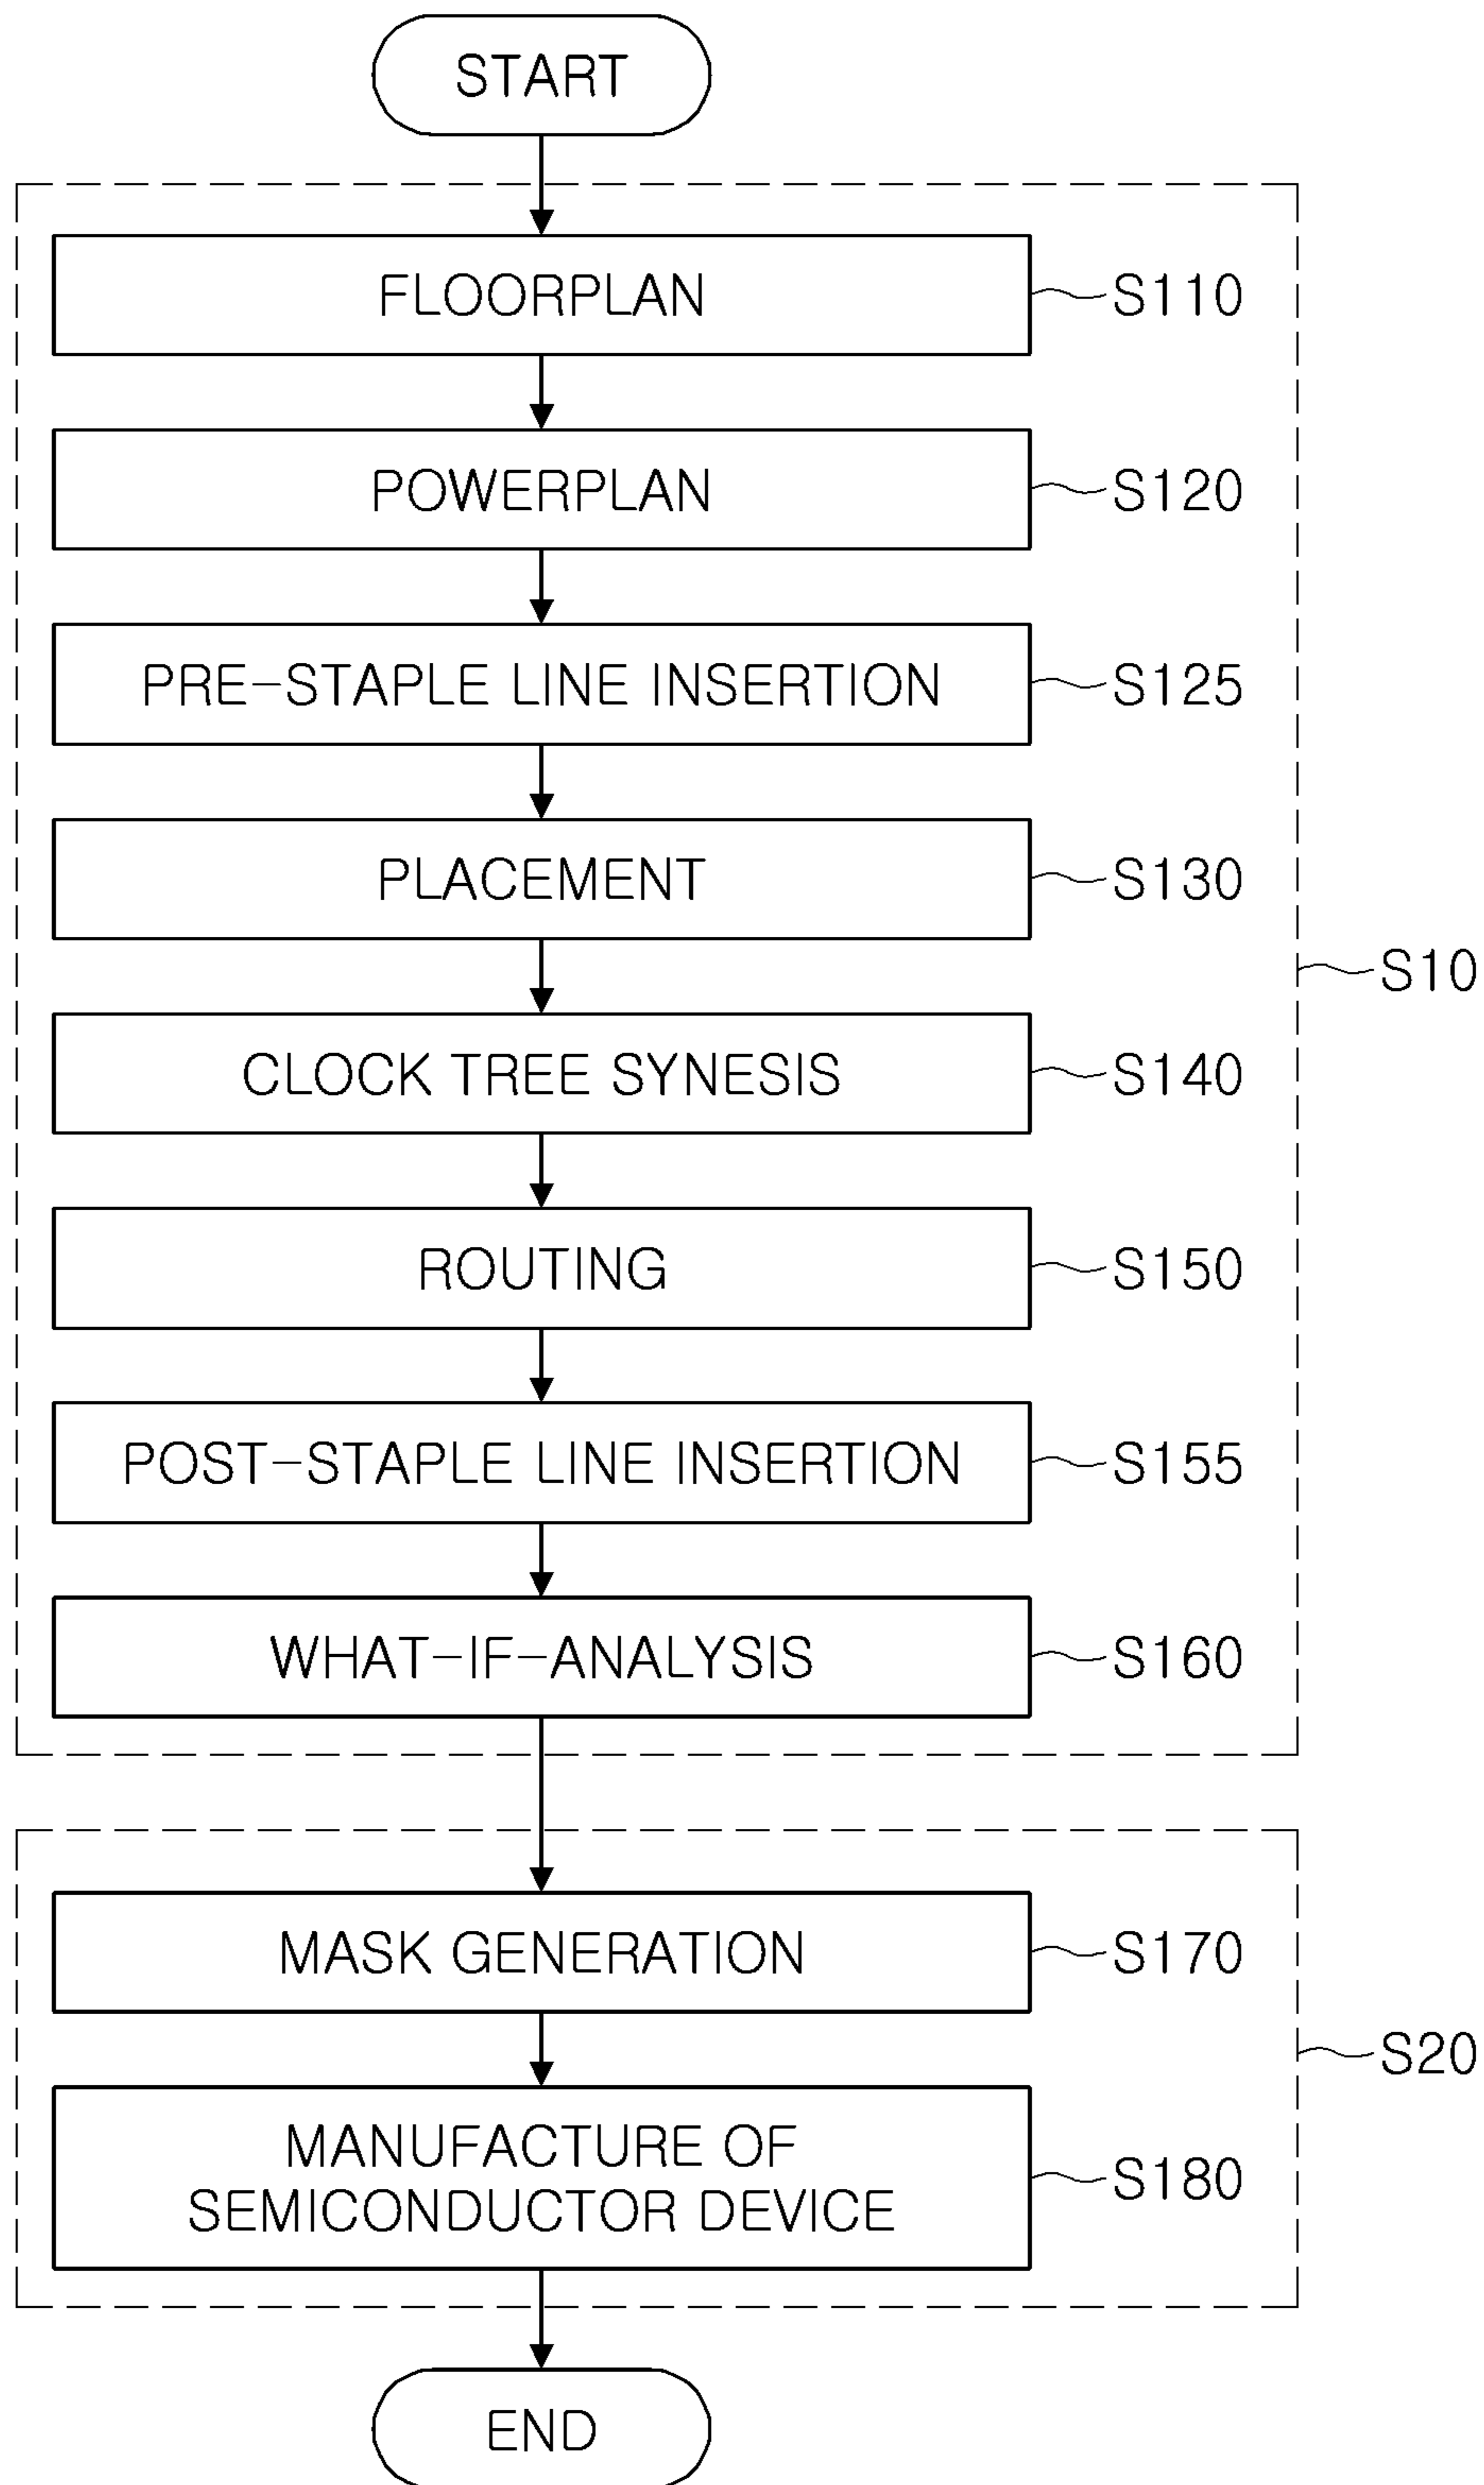 START
FLOORPLAN
S110
POWERPLAN
S120
PRE-STAPLE LINE INSERTION
S125
PLACEMENT
S130
S10
CLOCK TREE SYNESIS
S140
ROUTING
S150
POST-STAPLE LINE INSERTION
S155
WHAT-IF-ANALYSIS
S160
MASK GENERATION
S170
S20
MANUFACTURE OF
SEMICONDUCTOR DEVICE
S180
END